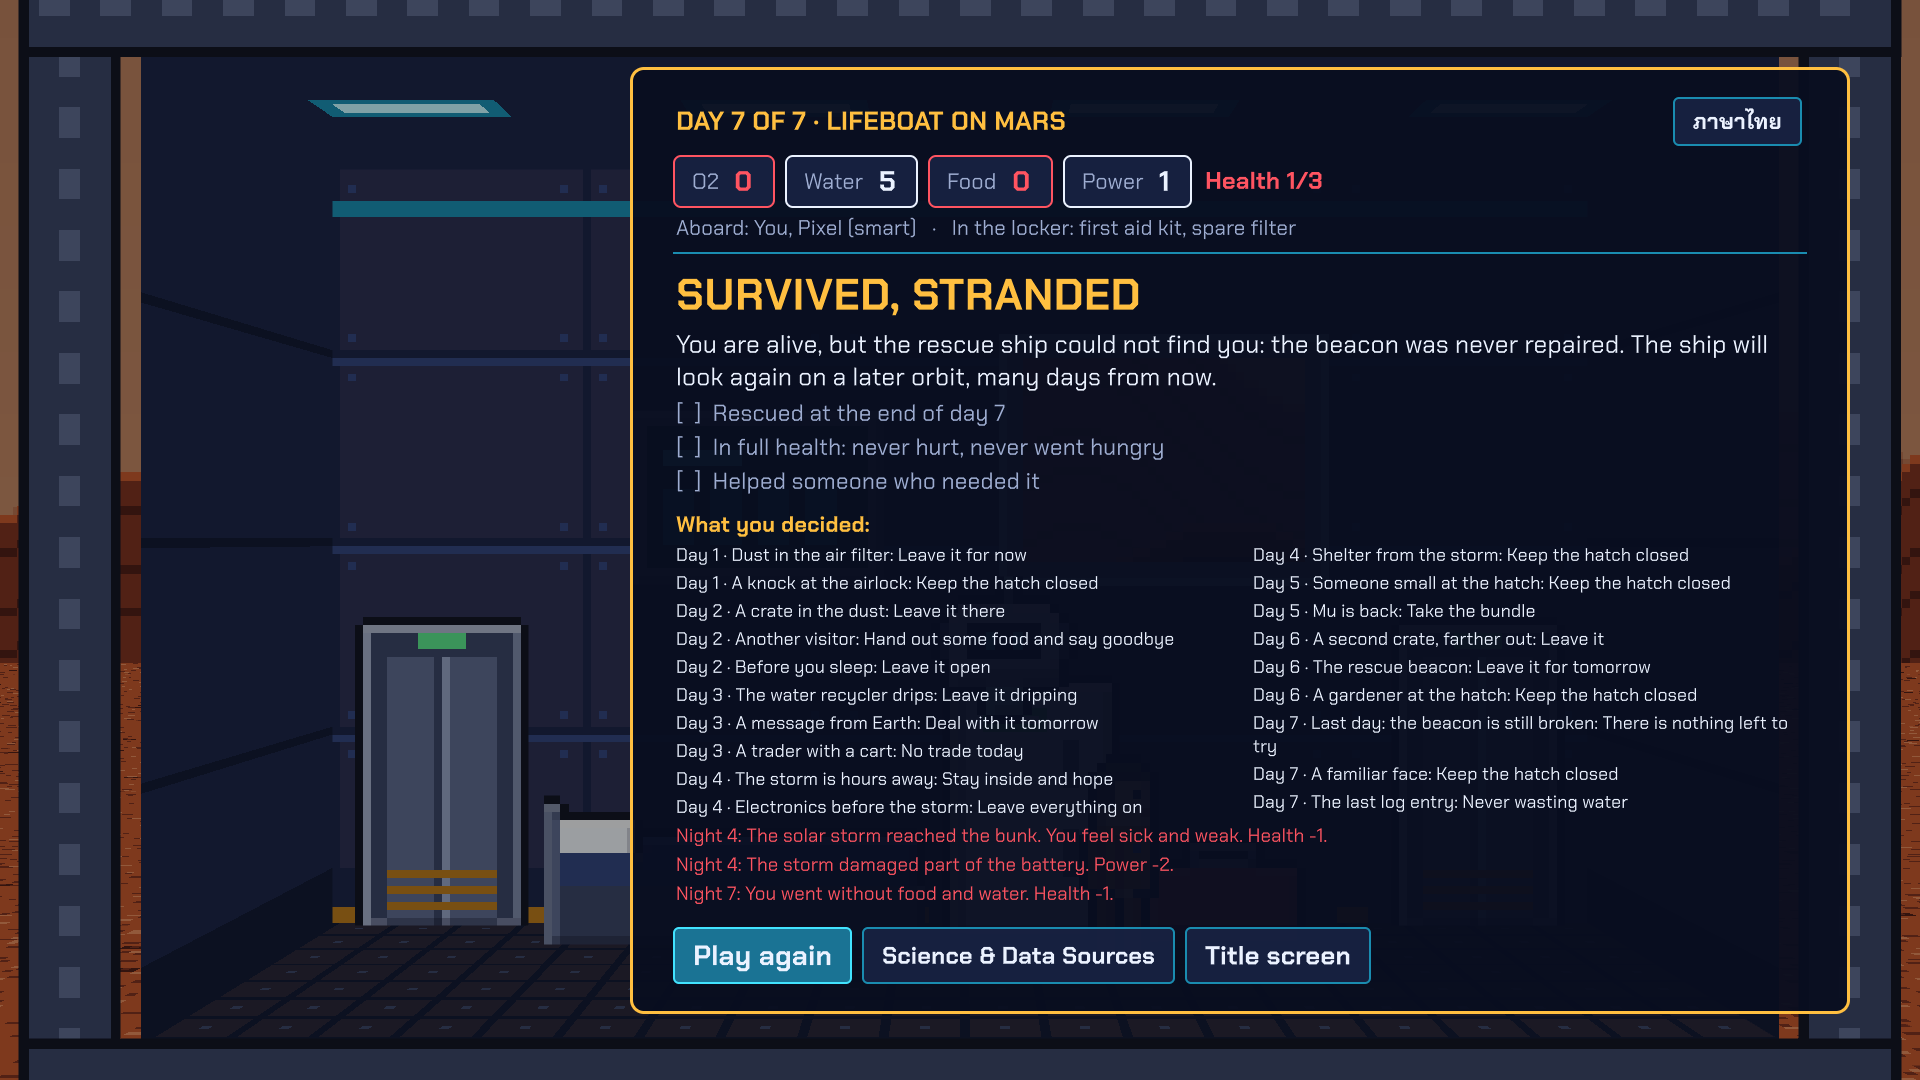 DAY 7 OF 7 · LIFEBOAT ON MARS
ภาษาไทย
O2 0 Water 5 Food 0 Power 1 Health 1/3
Aboard: You, Pixel (smart) · In the locker: first aid kit, spare filter
SURVIVED, STRANDED
You are alive, but the rescue ship could not find you: the beacon was never repaired. The ship will
look again on a later orbit, many days from now.
[ ] Rescued at the end of day 7
[ ] In full health: never hurt, never went hungry
[ ] Helped someone who needed it
What you decided:
Day 1 · Dust in the air filter: Leave it for now
Day 1 · A knock at the airlock: Keep the hatch closed
Day 2 · A crate in the dust: Leave it there
Day 2 · Another visitor: Hand out some food and say goodbye
Day 2 · Before you sleep: Leave it open
Day 3 · The water recycler drips: Leave it dripping
Day 3 · A message from Earth: Deal with it tomorrow
Day 3 · A trader with a cart: No trade today
Day 4 · The storm is hours away: Stay inside and hope
Day 4 · Electronics before the storm: Leave everything on
Day 4 · Shelter from the storm: Keep the hatch closed
Day 5 · Someone small at the hatch: Keep the hatch closed
Day 5 · Mu is back: Take the bundle
Day 6 · A second crate, farther out: Leave it
Day 6 · The rescue beacon: Leave it for tomorrow
Day 6 · A gardener at the hatch: Keep the hatch closed
Day 7 · Last day: the beacon is still broken: There is nothing left to
try
Day 7 · A familiar face: Keep the hatch closed
Day 7 · The last log entry: Never wasting water
Night 4: The solar storm reached the bunk. You feel sick and weak. Health -1.
Night 4: The storm damaged part of the battery. Power -2.
Night 7: You went without food and water. Health -1.
Play again
Science & Data Sources
Title screen